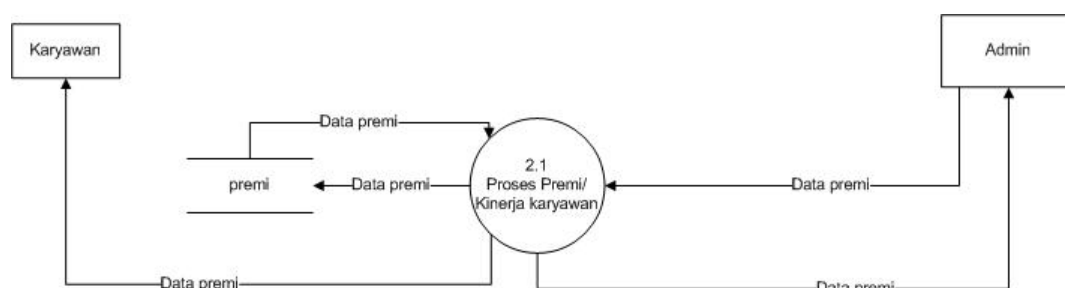 Karyawan
Admin
Data premi
2.1
premi
Data premi
Proses Premi/
Data premi
Kinerja karyawan
Data premi
Data premi